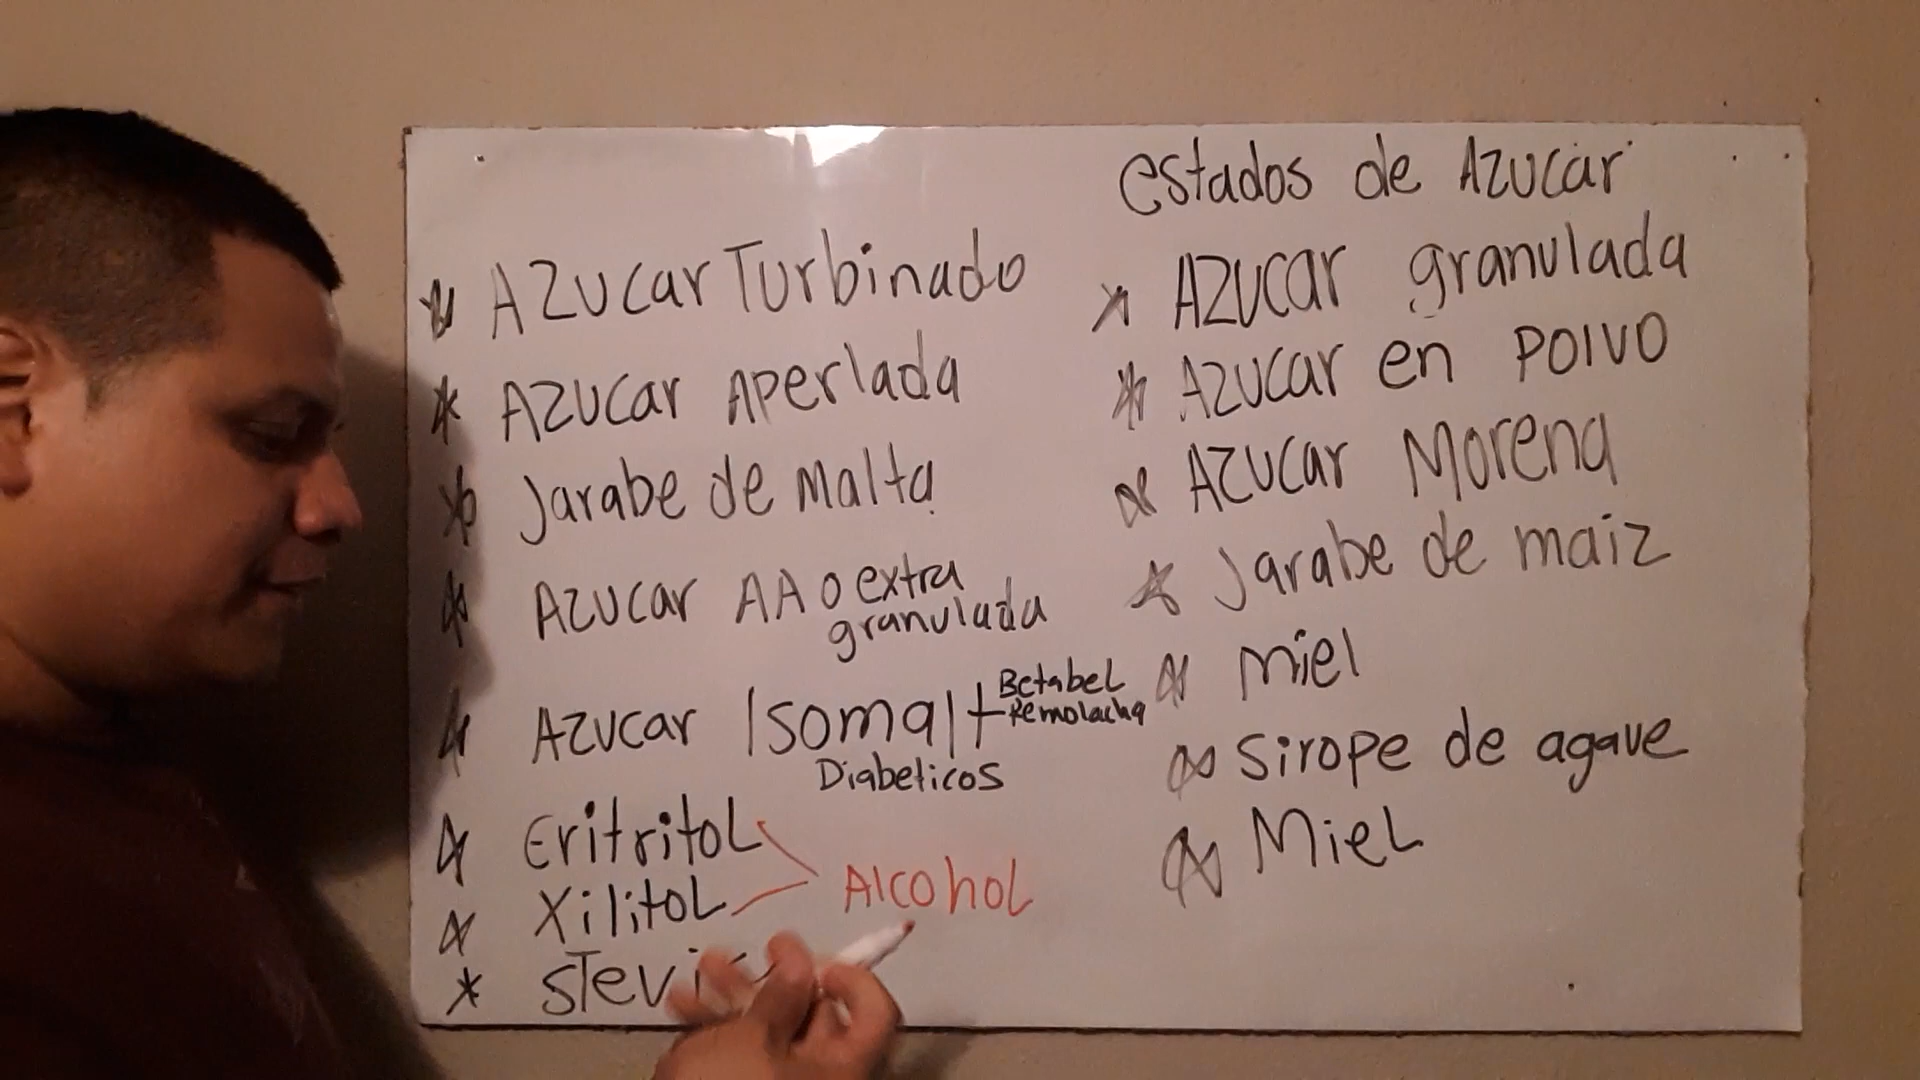 estados de Azucar
* Azucar granulada
* Azucar en Polvo
* Azucar Morena
* Jarabe de maiz
* miel
* Sirope de agave
* Miel
* Azucar Turbinado
* Azucar Aperlada
* Jarabe de Malta
* Azucar AA o extra
granulada
* Azucar Isomalt Betabel
Remolacha
Diabeticos
* Eritritol
* Xilitol
Alcohol